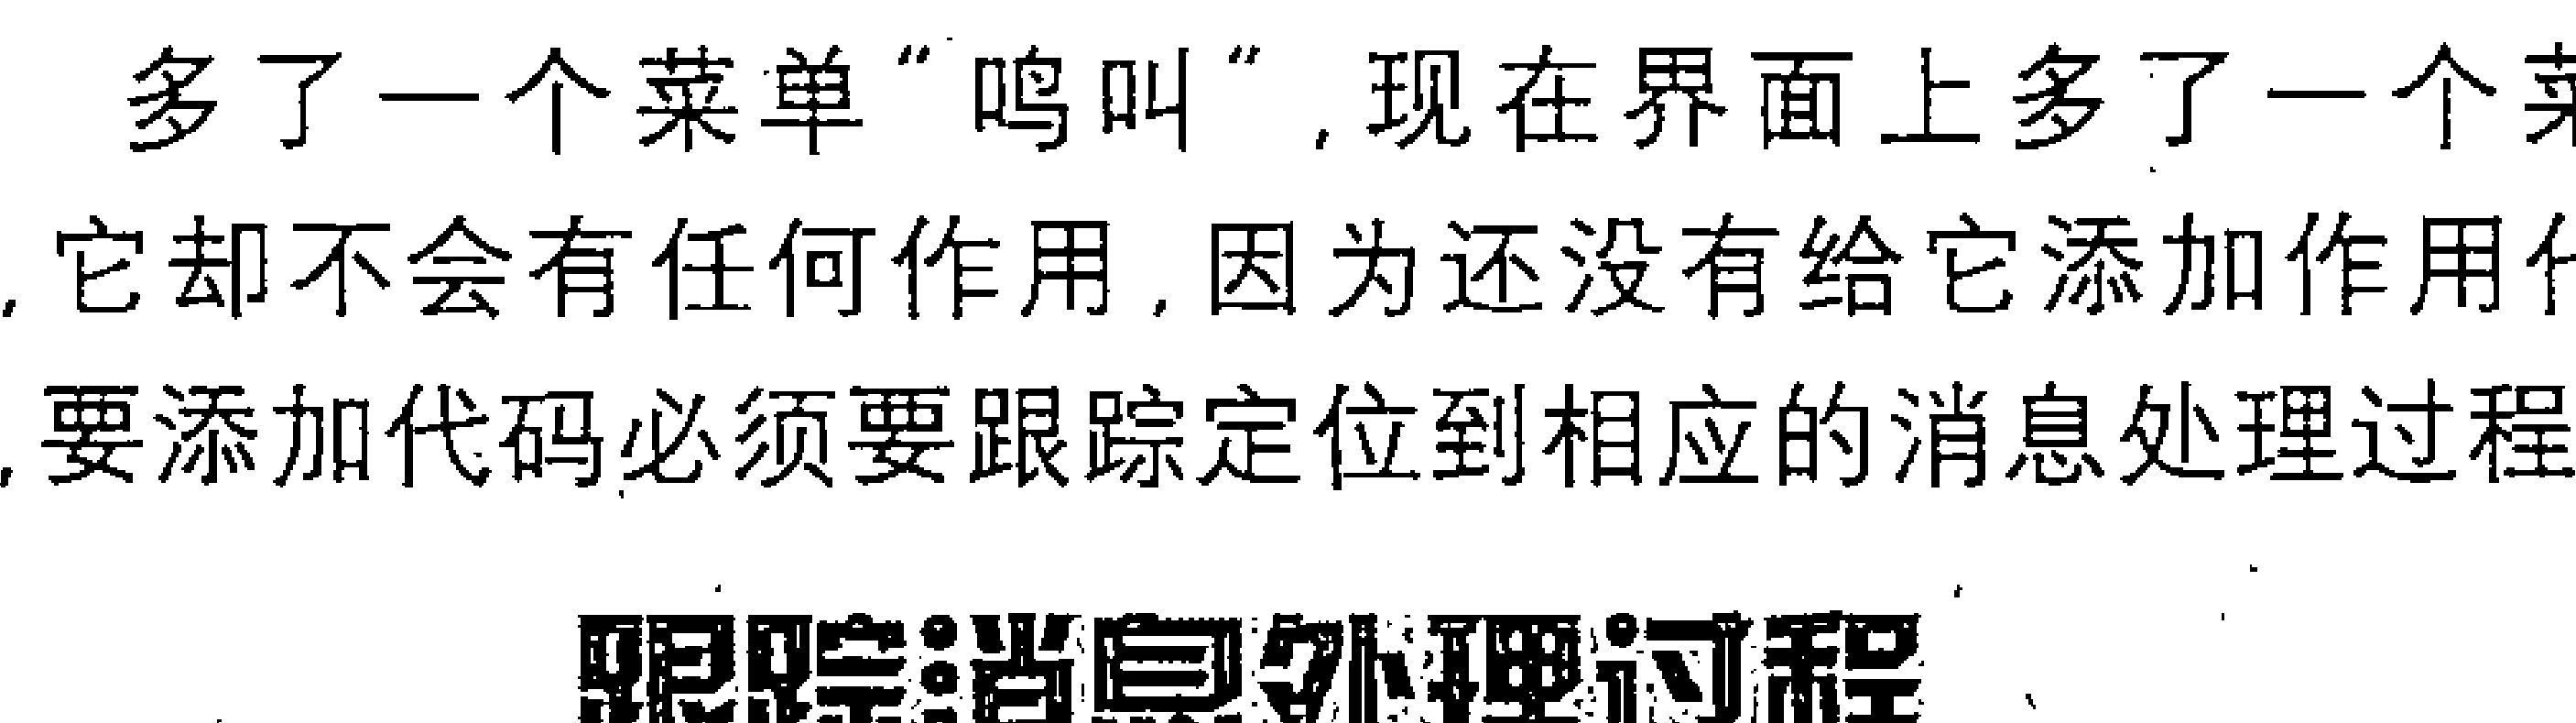 多了一个菜单“鸣叫”,现在界面上多了一个菜
,它却不会有任何作用,因为还没有给它添加作用代
,要添加代码必须要跟踪定位到相应的消息处理过程
跟踪消息处理过程